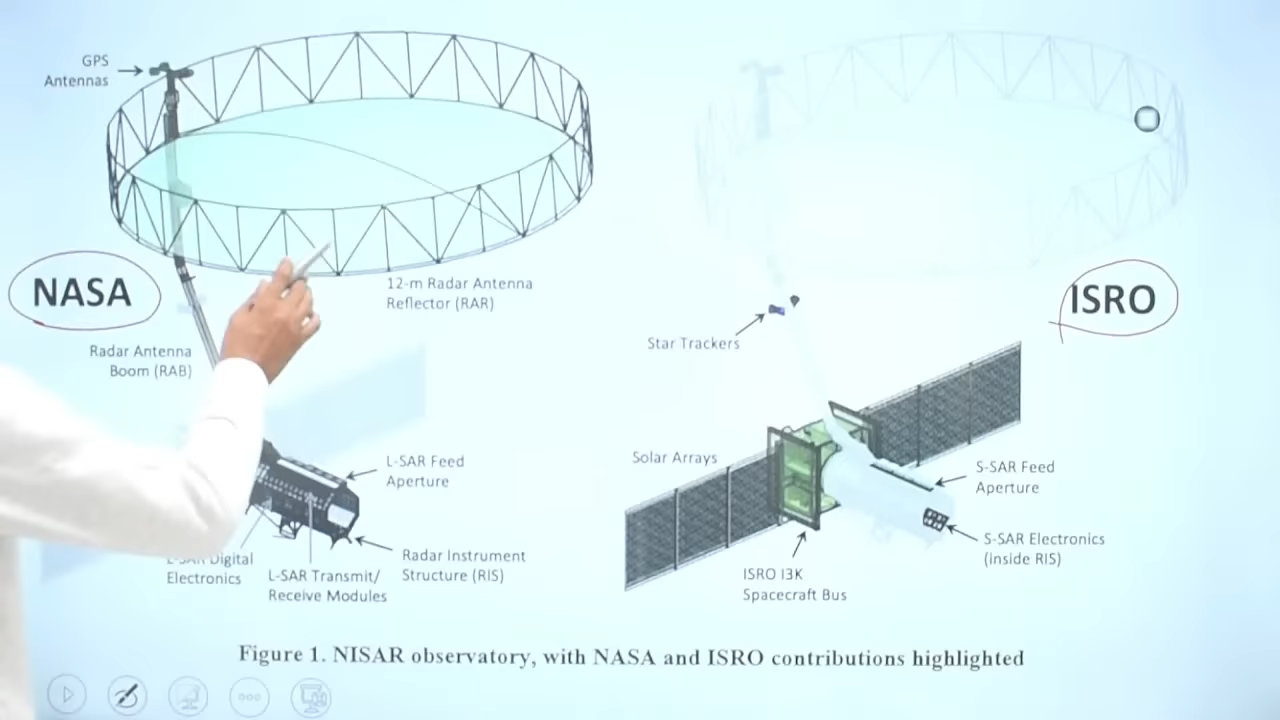 GPS
Antennas
NASA
12-m Radar Antenna
Reflector (RAR)
Radar Antenna
Boom (RAB)
L-SAR Feed
Aperture
L-SAR Digital
Electronics
L-SAR Transmit/
Receive Modules
Radar Instrument
Structure (RIS)
ISRO
Star Trackers
Solar Arrays
S-SAR Feed
Aperture
S-SAR Electronics
(inside RIS)
ISRO I3K
Spacecraft Bus
Figure 1. NISAR observatory, with NASA and ISRO contributions highlighted